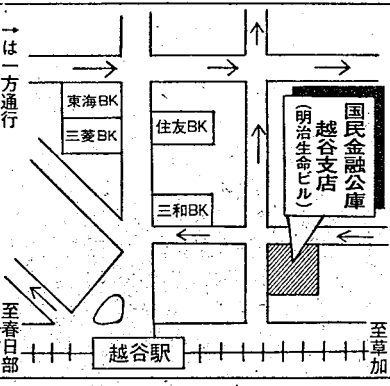 →は一方通行
東海BK
三菱BK
住友BK
三和BK
国民金融公庫
越谷支店
(明治生命ビル)
至春日部
越谷駅
至草加